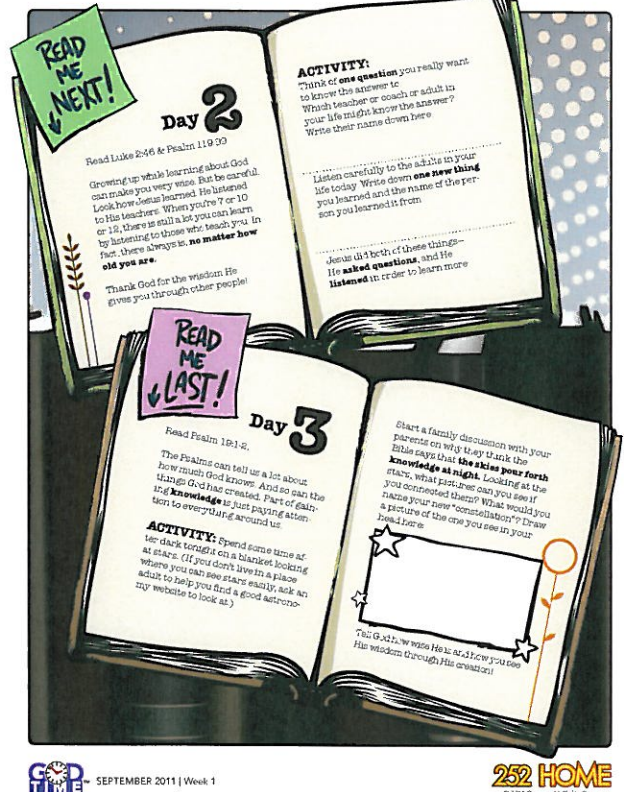 READ
ME
NEXT!
Day 2
Read Luke 2:46 & Psalm 119:99
Growing up while learning about God
can make you very wise. But be careful.
Look how Jesus learned. He listened
to His teachers. When you're 7 or 10
or 12, there is still a lot you can learn
by listening to those who teach you. In
fact, there always is, no matter how
old you are.
Thank God for the wisdom He
gives you through other people!
ACTIVITY:
Think of one question you really want
to know the answer to
Which teacher or coach or adult in
your life might know the answer?
Write their name down here
Listen carefully to the adults in your
life today. Write down one new thing
you learned and the name of the per-
son you learned it from
Jesus did both of these things—
He asked questions, and He
listened in order to learn more
READ
ME
LAST!
Day 3
Read Psalm 19:1-2,
The Psalms can tell us a lot about
how much God knows. And so can the
things God has created. Part of gain-
ing knowledge is just paying atten-
tion to everything around us.
ACTIVITY: Spend some time af-
ter dark tonight on a blanket looking
at stars. (If you don't live in a place
where you can see stars easily, ask an
adult to help you find a good astrono-
my website to look at.)
Start a family discussion with your
parents on why they think the
Bible says that the skies pour forth
knowledge at night. Looking at the
stars, what pictures can you see if
you connected them? What would you
name your new "constellation"? Draw
a picture of the one you see in your
head here:
Tell God how wise He is and how you see
His wisdom through His creation!
GOD
TIME™ SEPTEMBER 2011 | Week 1
252 HOME